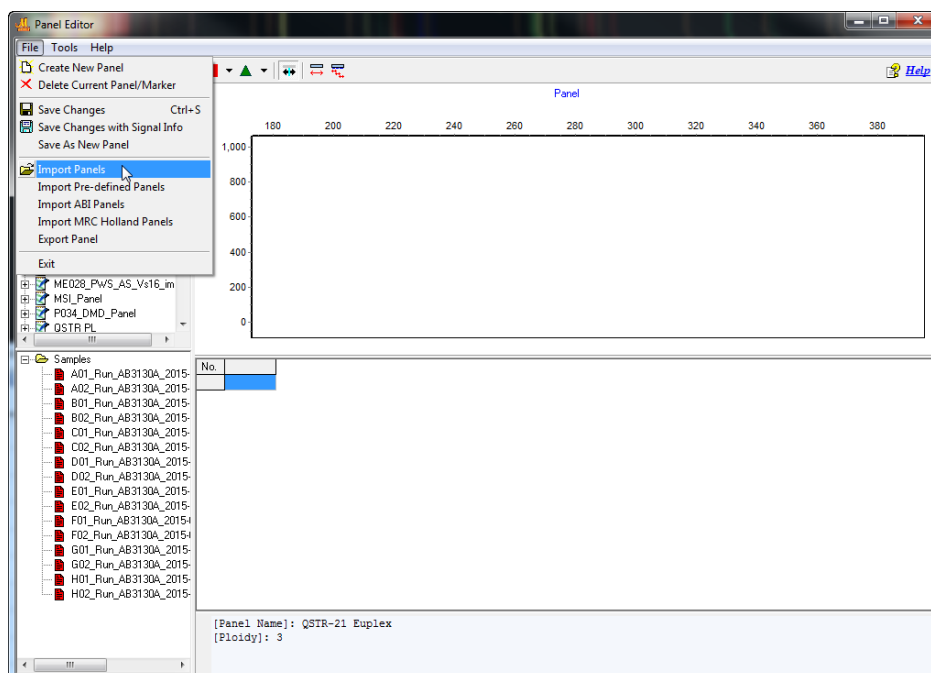 Panel Editor
File Tools Help
Create New Panel
Delete Current Panel/Marker
Save Changes Ctrl+S
Save Changes with Signal Info
Save As New Panel
Import Panels
Import Pre-defined Panels
Import ABI Panels
Import MRC Holland Panels
Export Panel
Exit
Help
Panel
180 200 220 240 260 280 300 320 340 360 380
1,000
800
600
400
200
0
ME028_PWS_AS_Vs16_im
MSI_Panel
P034_DMD_Panel
QSTR PL
Samples
A01_Run_AB3130A_2015-
A02_Run_AB3130A_2015-
B01_Run_AB3130A_2015-
B02_Run_AB3130A_2015-
C01_Run_AB3130A_2015-
C02_Run_AB3130A_2015-
D01_Run_AB3130A_2015-
D02_Run_AB3130A_2015-
E01_Run_AB3130A_2015-
E02_Run_AB3130A_2015-
F01_Run_AB3130A_2015-
F02_Run_AB3130A_2015-
G01_Run_AB3130A_2015-
G02_Run_AB3130A_2015-
H01_Run_AB3130A_2015-
H02_Run_AB3130A_2015-
No.
[Panel Name]: QSTR-21 Euplex
[Ploidy]: 3